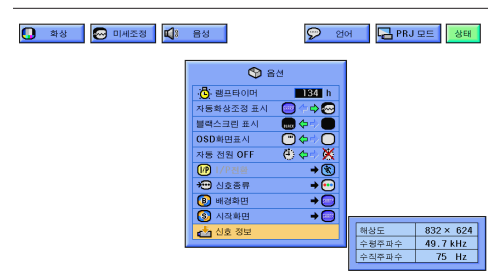 화상 미세조정 음성 언어 PRJ 모드 상태
옵션
램프타이머 134 h
자동화상조정 표시
블랙스크린 표시
OSD화면표시
자동 전원 OFF
I/P
신호종류
배경화면
시작화면
신호 정보
해상도 832 × 624
수평주파수 49.7 kHz
수직주파수 75 Hz